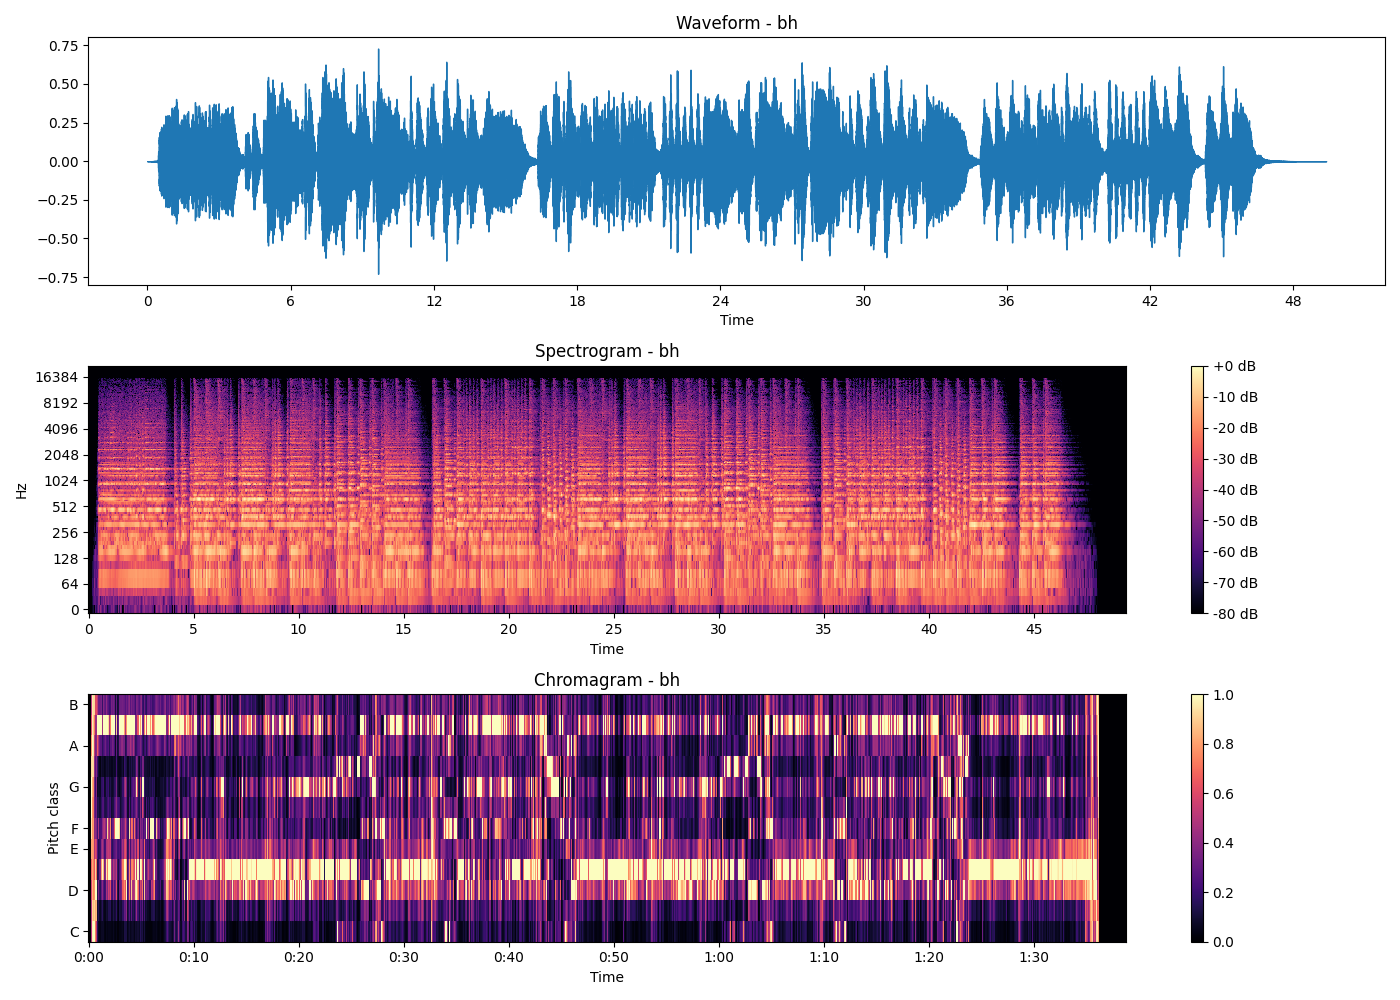 Waveform - bh
0.75
0.50
0.25
0.00
−0.25
−0.50
−0.75
0 6 12 18 24 30 36 42 48
Time
Spectrogram - bh
Hz
16384
8192
4096
2048
1024
512
256
128
64
0
0 5 10 15 20 25 30 35 40 45
Time
+0 dB
-10 dB
-20 dB
-30 dB
-40 dB
-50 dB
-60 dB
-70 dB
-80 dB
Chromagram - bh
Pitch class
B
A
G
F
E
D
C
0:00 0:10 0:20 0:30 0:40 0:50 1:00 1:10 1:20 1:30
Time
1.0
0.8
0.6
0.4
0.2
0.0